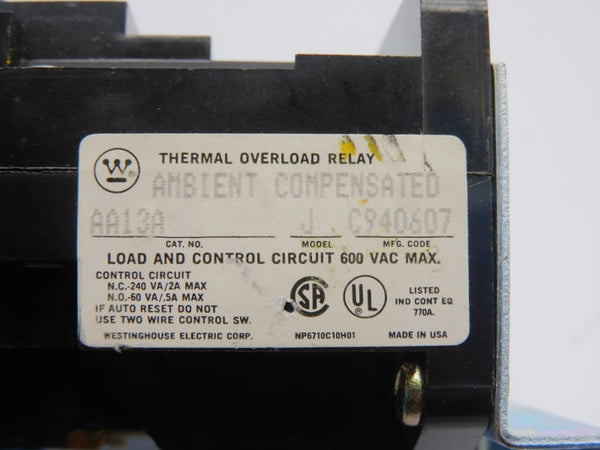 W ®
THERMAL OVERLOAD RELAY
AMBIENT COMPENSATED
AA13A J C940607
CAT. NO. MODEL MFG. CODE
LOAD AND CONTROL CIRCUIT 600 VAC MAX.
CONTROL CIRCUIT
N.C.-240 VA/2A MAX
N.O.-60 VA/.5A MAX
IF AUTO RESET DO NOT
USE TWO WIRE CONTROL SW.
SA
UL ®
LISTED
IND CONT EQ
770A.
WESTINGHOUSE ELECTRIC CORP. NP6710C10H01 MADE IN USA